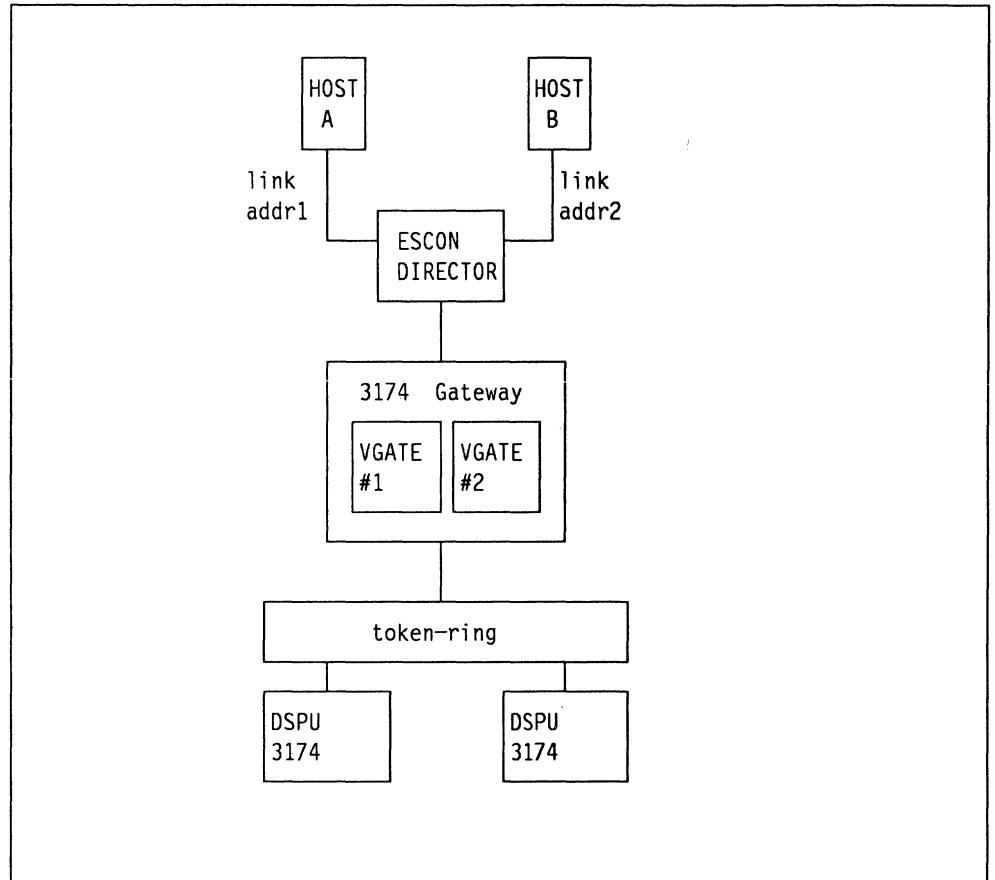 HOST
A
HOST
B
link
addr1
link
addr2
ESCON
DIRECTOR
3174 Gateway
VGATE
#1
VGATE
#2
token-ring
DSPU
3174
DSPU
3174